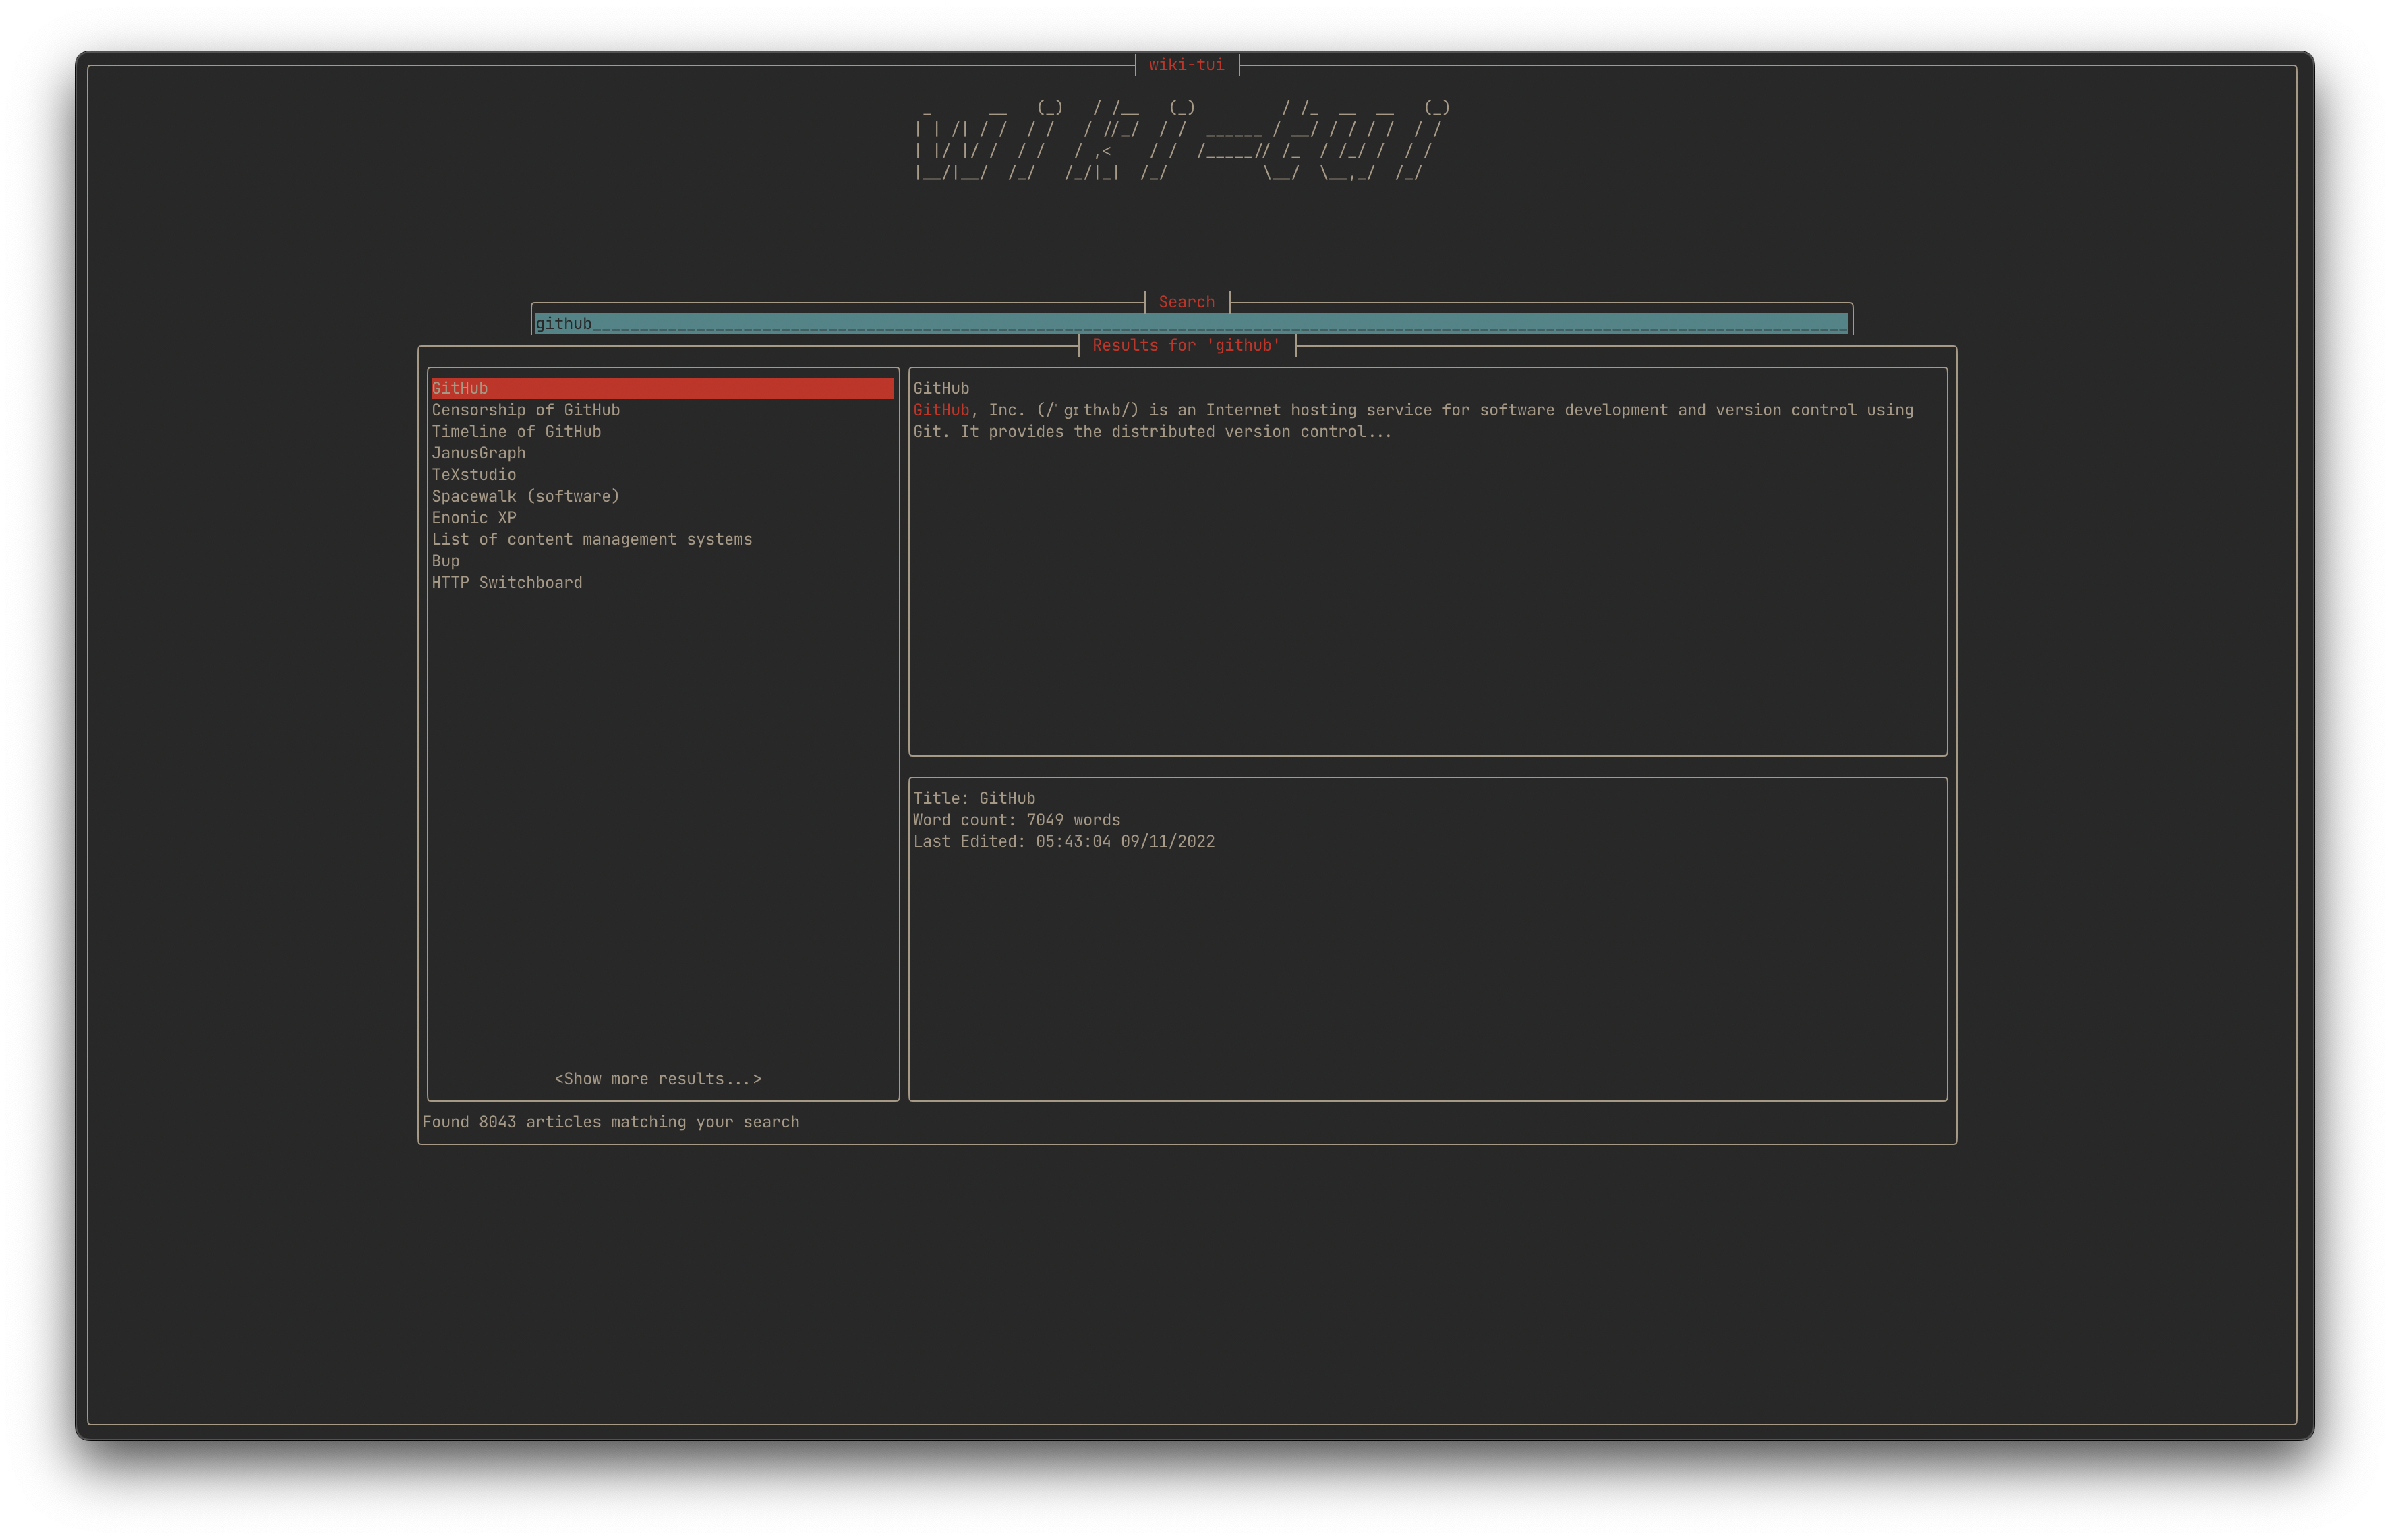 wiki-tui
wiki-tui
Search
github
Results for 'github'
GitHub
Censorship of GitHub
Timeline of GitHub
JanusGraph
TeXstudio
Spacewalk (software)
Enonic XP
List of content management systems
Bup
HTTP Switchboard
<Show more results...>
GitHub
GitHub, Inc. (/ˈɡɪthʌb/) is an Internet hosting service for software development and version control using
Git. It provides the distributed version control...
Title: GitHub
Word count: 7049 words
Last Edited: 05:43:04 09/11/2022
Found 8043 articles matching your search